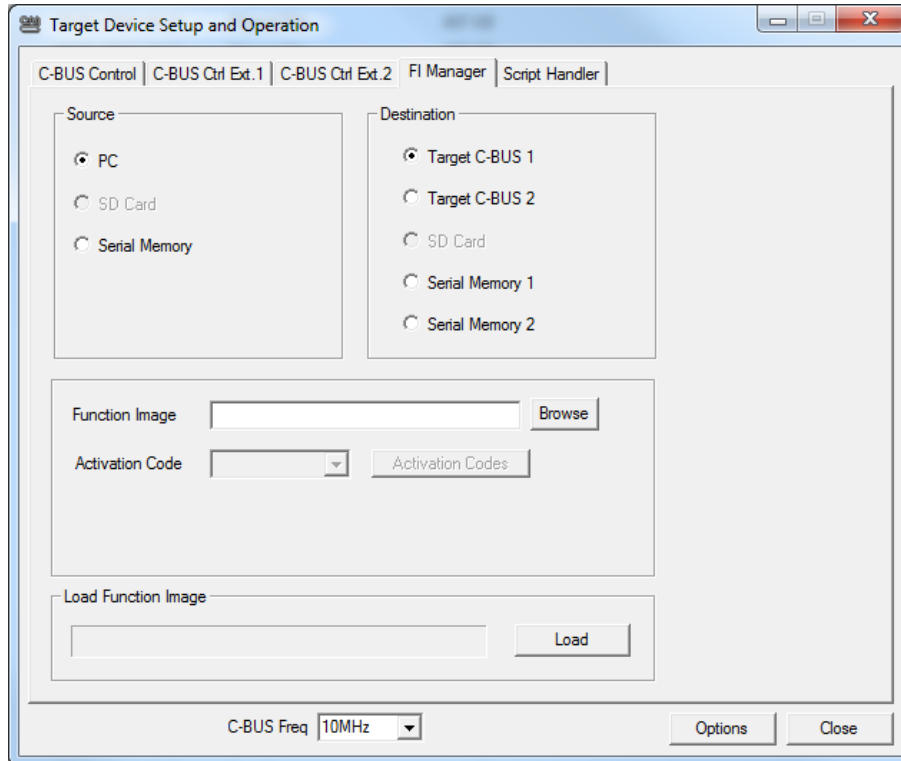 Target Device Setup and Operation
C-BUS Control C-BUS Ctrl Ext.1 C-BUS Ctrl Ext.2 FI Manager Script Handler
Source
PC
SD Card
Serial Memory
Destination
Target C-BUS 1
Target C-BUS 2
SD Card
Serial Memory 1
Serial Memory 2
Function Image Browse
Activation Code Activation Codes
Load Function Image
Load
C-BUS Freq 10MHz Options Close